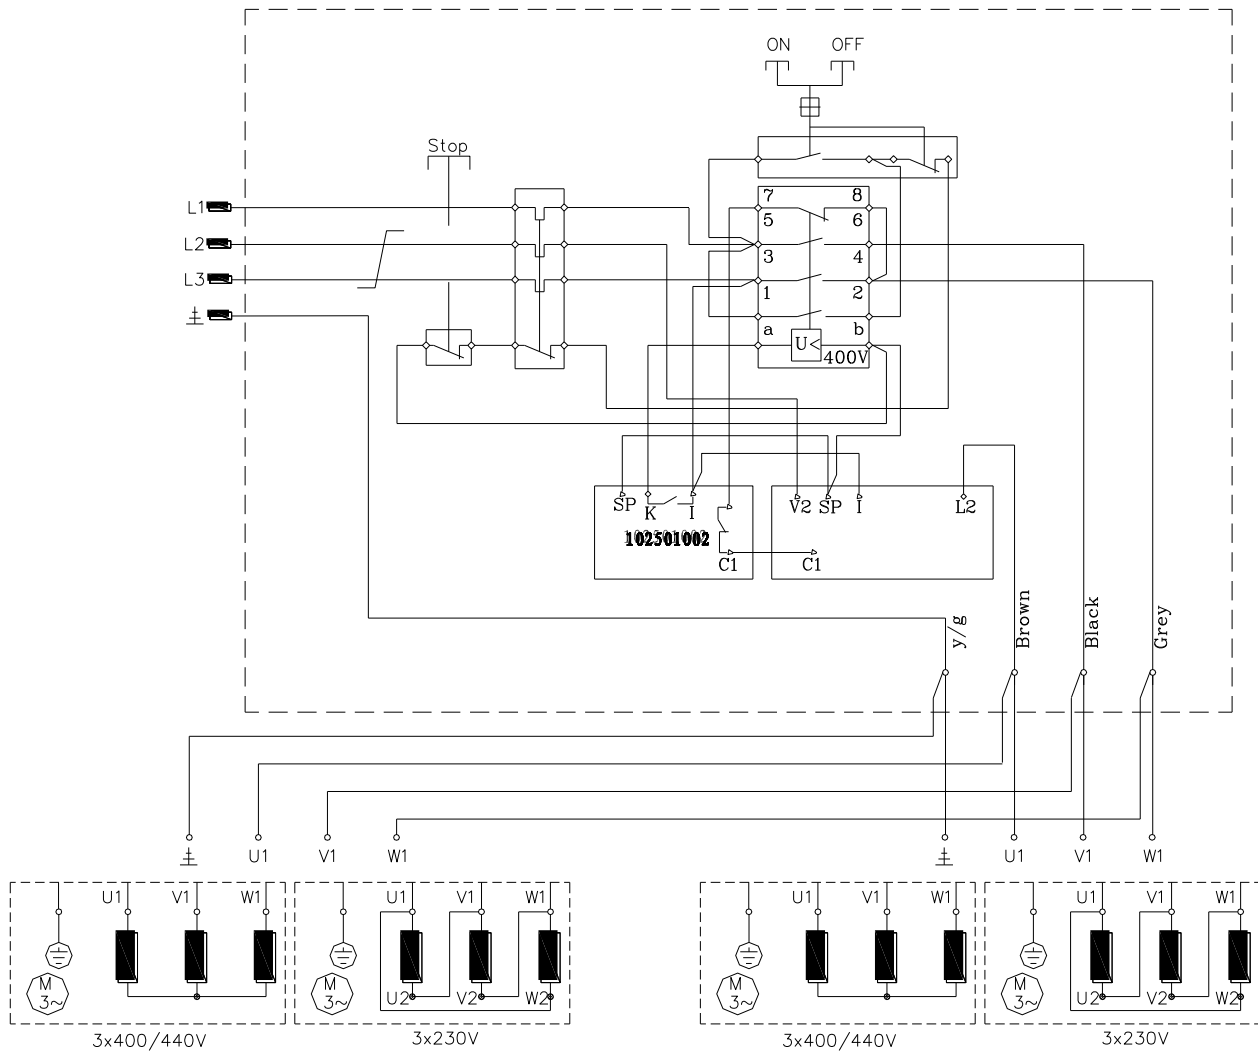 ON OFF
Stop
L1
L2
L3
7 8
5 6
3 4
1 2
a b
U<
400V
SP K I
102501002
C1
V2 SP I L2
C1
y/g
Brown
Black
Grey
U1 V1 W1
U1 V1 W1
U1 V1 W1
M
3~
3x400/440V
U1 V1 W1
U2 V2 W2
M
3~
3x230V
U1 V1 W1
M
3~
3x400/440V
U1 V1 W1
U2 V2 W2
M
3~
3x230V